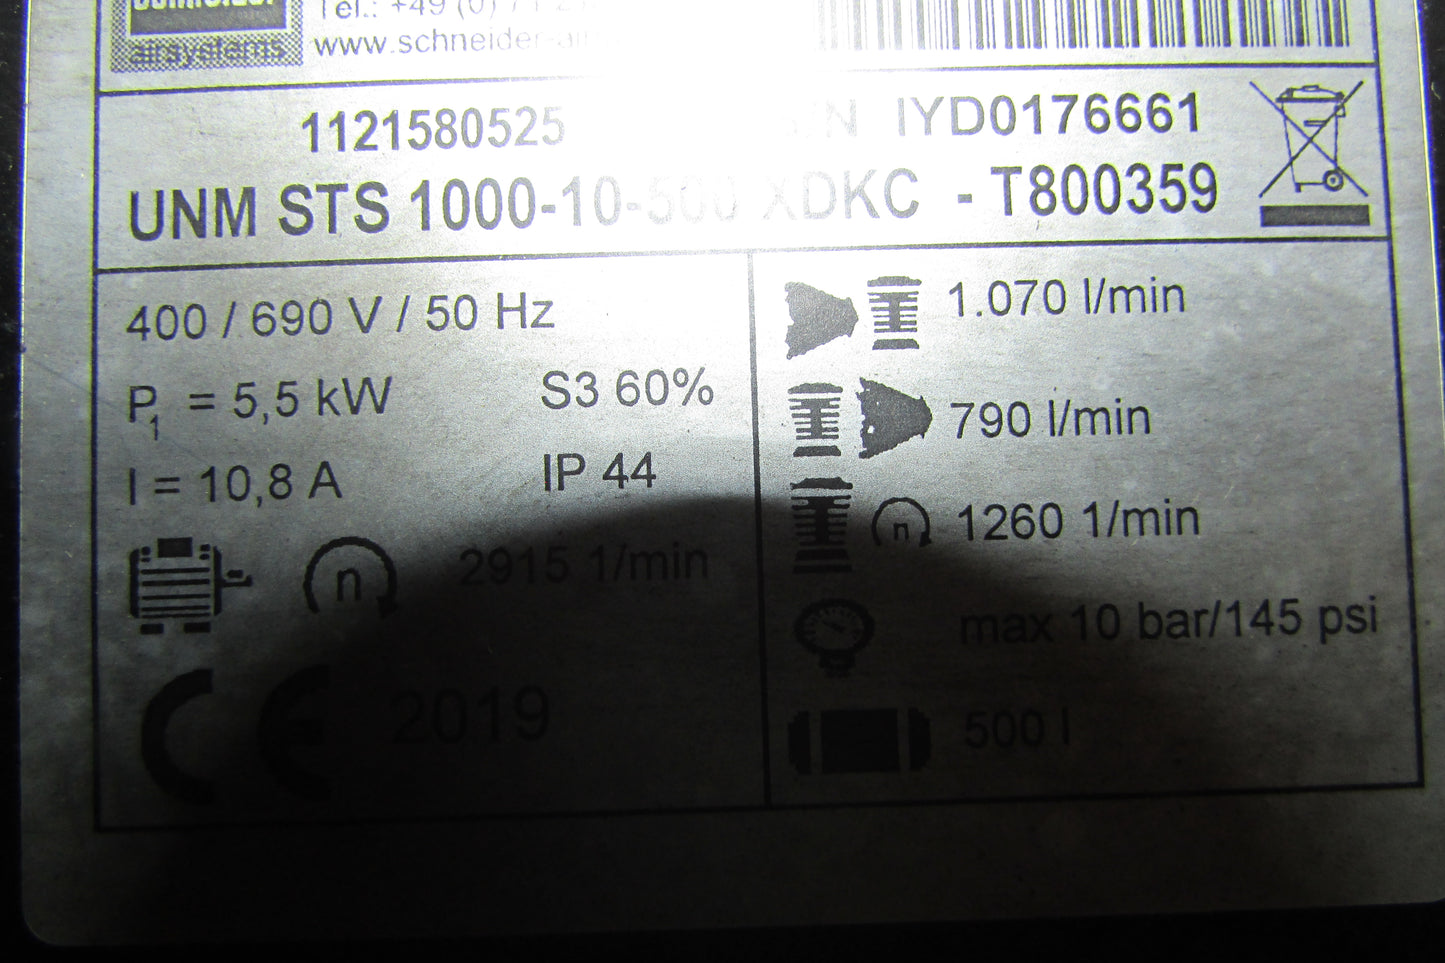 airsystems
www.schneider-
1121580525 IYD0176661
UNM STS 1000-10-500 XDKC - T800359
400 / 690 V / 50 Hz
P1 = 5,5 kW S3 60%
I = 10,8 A IP 44
n 2915 1/min
CE 2019
1.070 l/min
790 l/min
n 1260 1/min
max 10 bar/145 psi
500 l